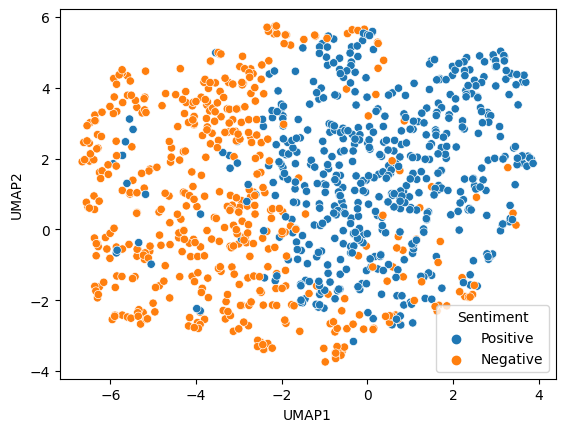 6
4
2
0
−2
−4
UMAP2
−6
−4
−2
0
2
4
UMAP1
Sentiment
Positive
Negative